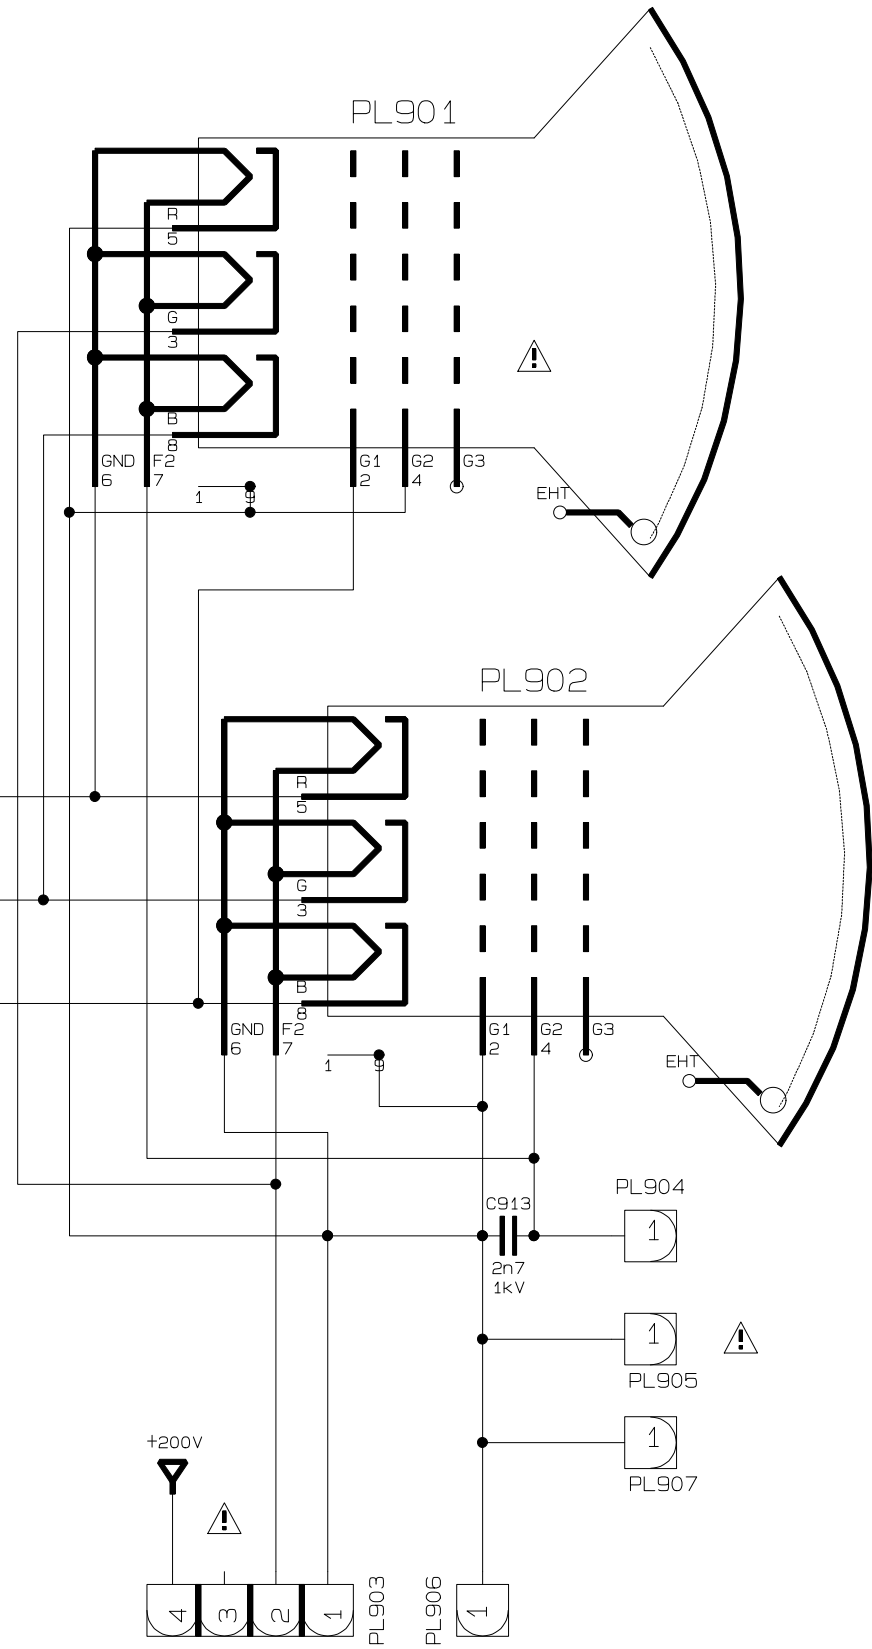 PL901
R
5
G
3
B
8
GND F2 G1 G2 G3
6 7 1 9 2 4
EHT
PL902
R
5
G
3
B
8
GND F2 G1 G2 G3
6 7 1 9 2 4
EHT
PL904
C913
1
2n7
1kV
1
PL905
+200V
1
PL907
4 3 2 1 PL903 PL906 1